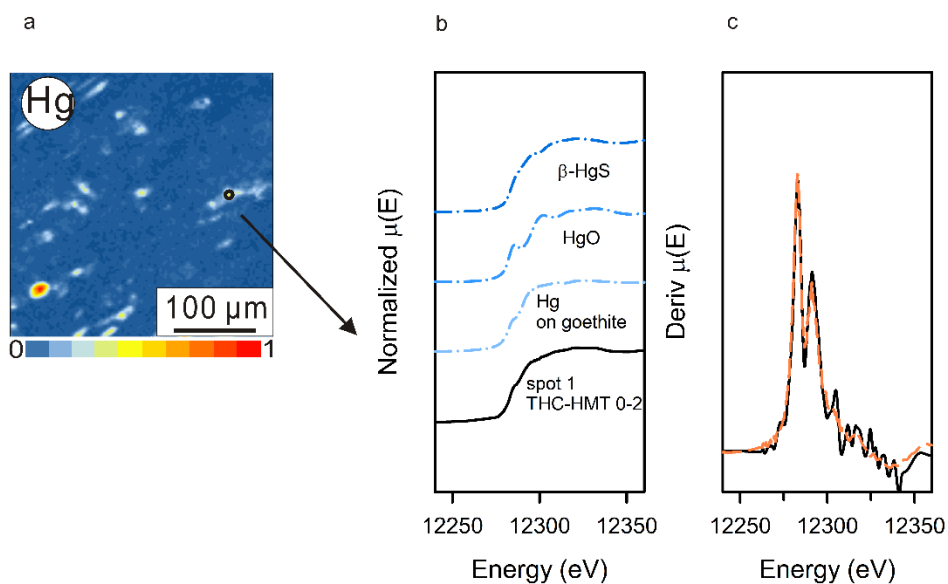 a
b
c
Hg
100 µm
0
1
Normalized µ(E)
β-HgS
HgO
Hg
on goethite
spot 1
THC-HMT 0-2
12250
12300
12350
Energy (eV)
Deriv µ(E)
12250
12300
12350
Energy (eV)